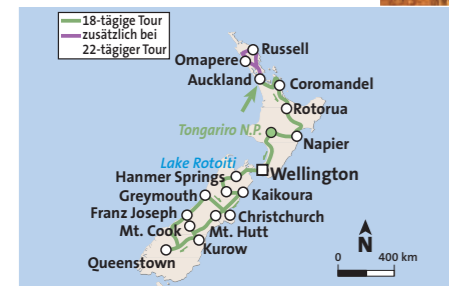 18-tägige Tour
zusätzlich bei
22-tägiger Tour
Russell
Omapere
Auckland
Coromandel
Rotorua
Tongariro N.P.
Napier
Lake Rotoiti
Wellington
Hanmer Springs
Greymouth
Kaikoura
Franz Joseph
Christchurch
Mt. Cook
Mt. Hutt
Kurow
Queenstown
N
0 400 km